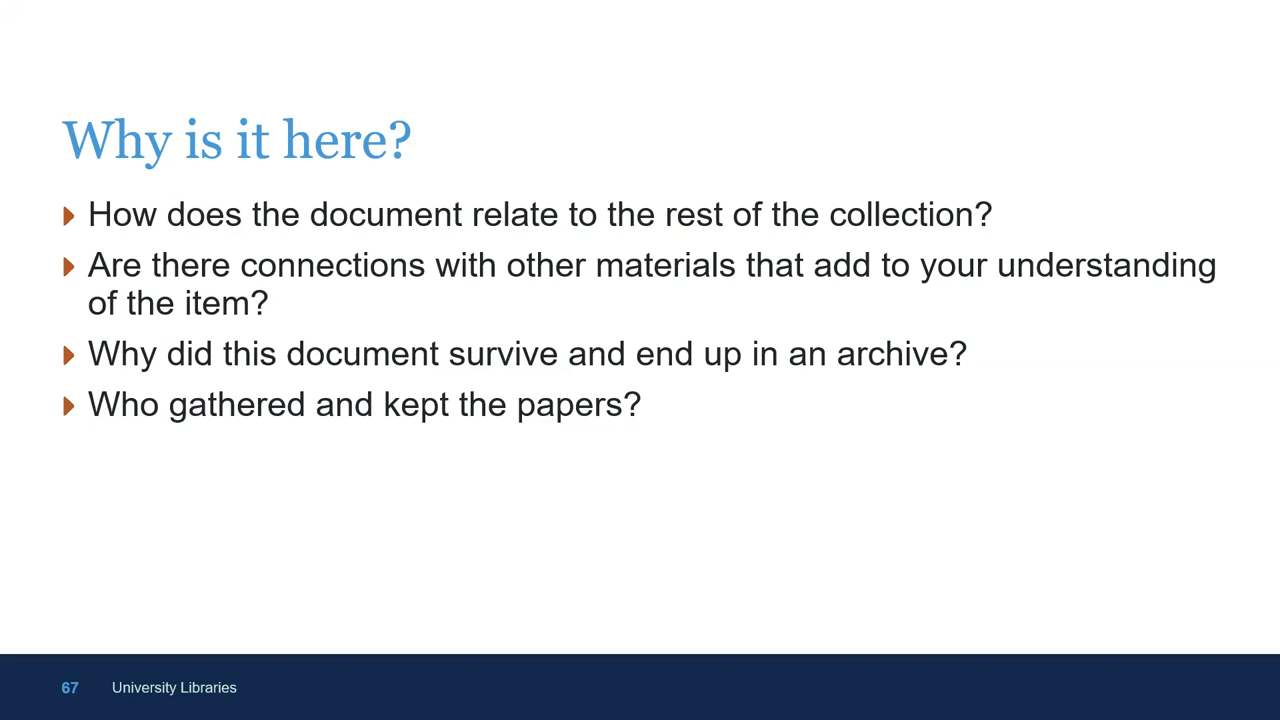 Why is it here?
How does the document relate to the rest of the collection?
Are there connections with other materials that add to your understanding
of the item?
Why did this document survive and end up in an archive?
Who gathered and kept the papers?
67 University Libraries